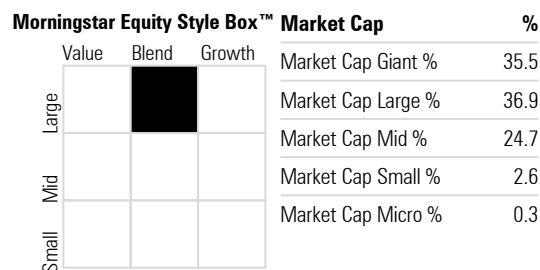 Morningstar Equity Style Box™
Value Blend Growth
Large
Mid
Small
Market Cap %
Market Cap Giant % 35.5
Market Cap Large % 36.9
Market Cap Mid % 24.7
Market Cap Small % 2.6
Market Cap Micro % 0.3